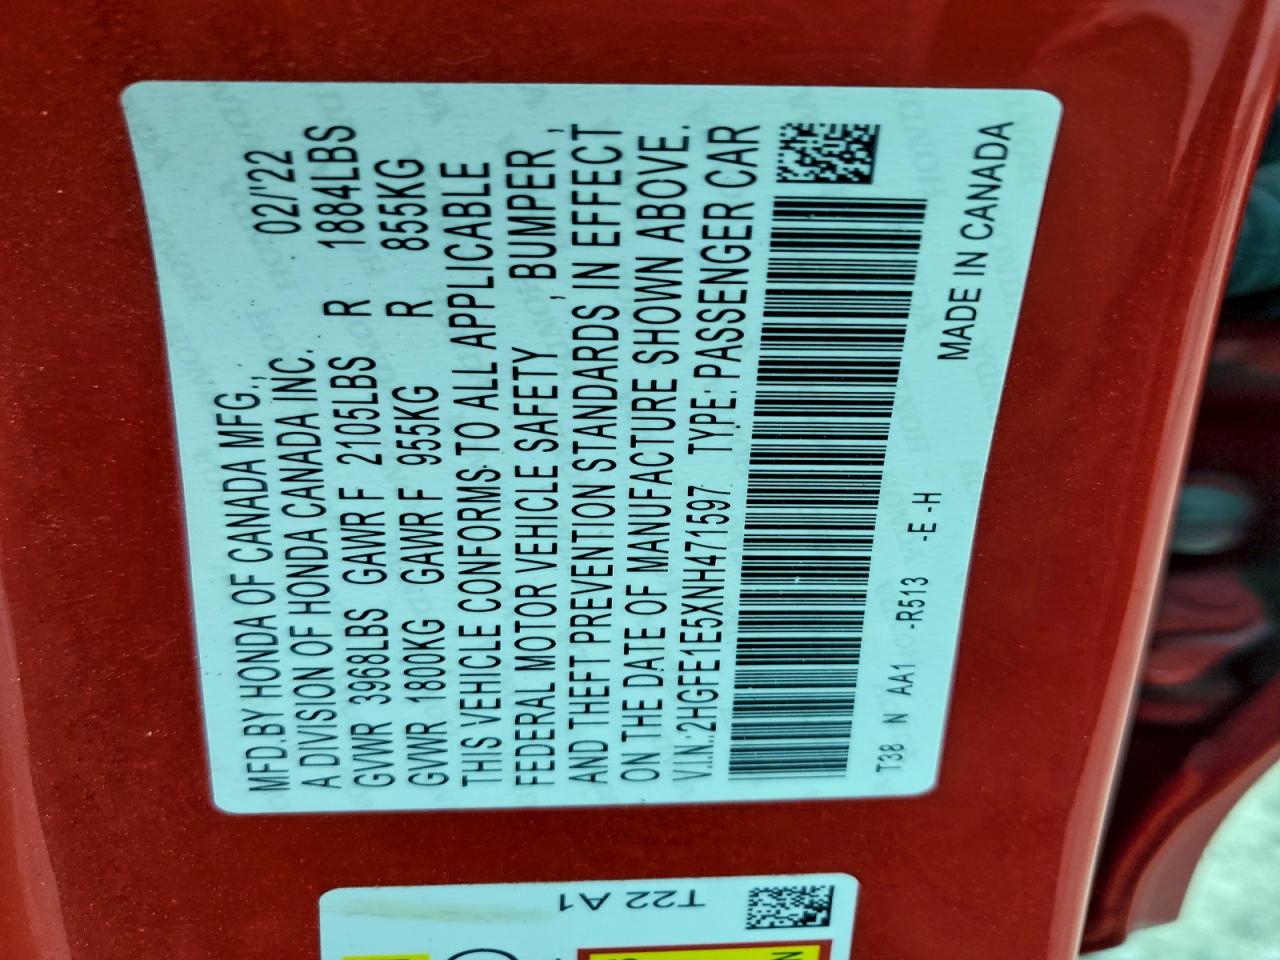 MFD.BY HONDA OF CANADA MFG.,
A DIVISION OF HONDA CANADA INC. 02/'22
GVWR 3968LBS GAWR F 2105LBS R 1884LBS
GVWR 1800KG GAWR F 955KG R 855KG
THIS VEHICLE CONFORMS TO ALL APPLICABLE
FEDERAL MOTOR VEHICLE SAFETY , BUMPER ,
AND THEFT PREVENTION STANDARDS IN EFFECT
ON THE DATE OF MANUFACTURE SHOWN ABOVE.
V.I.N.:2HGFE1E5XNH471597 TYPE: PASSENGER CAR
T38 N AA1 -R513 -E -H
MADE IN CANADA
T22 A1